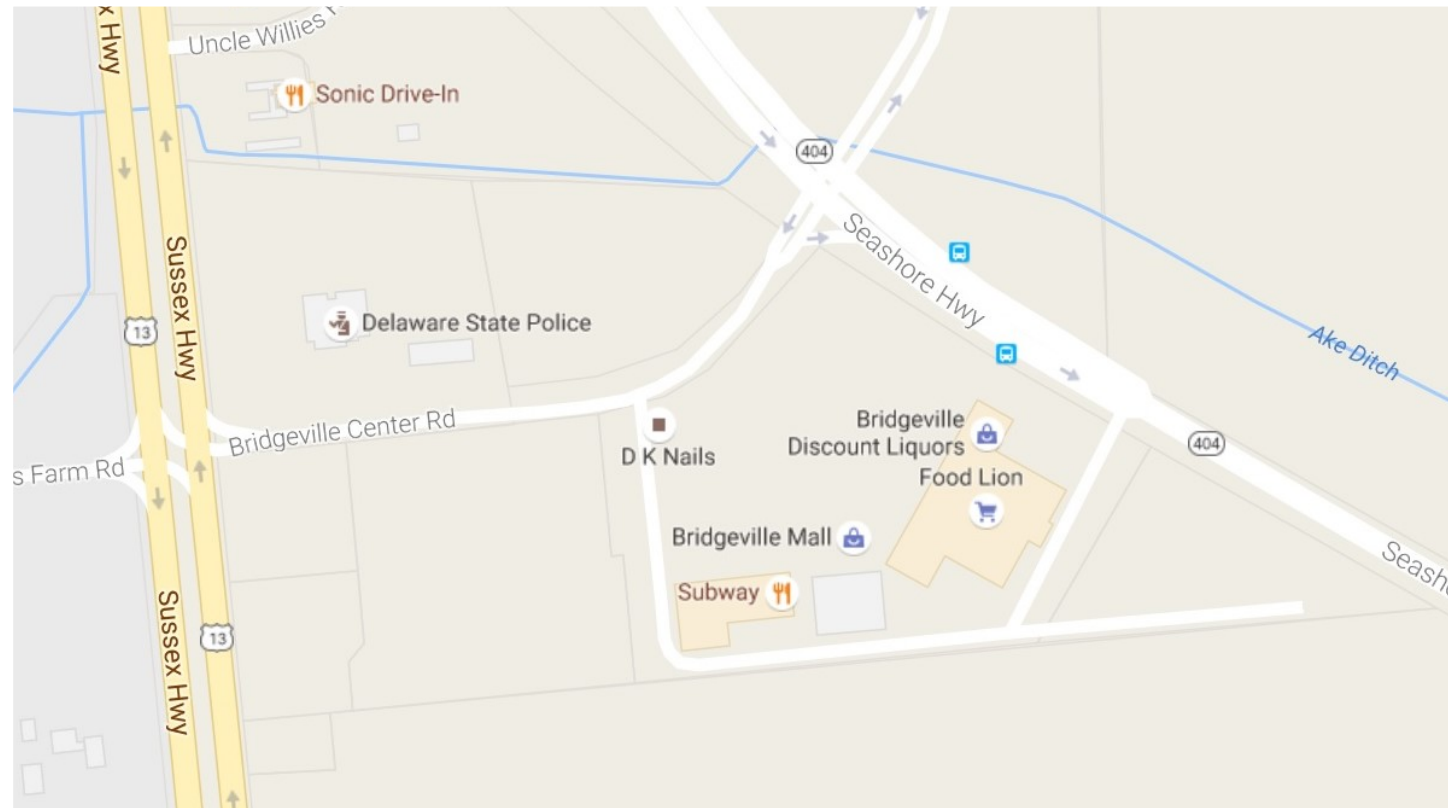 x Hwy
Uncle Willies
Sonic Drive-In
404
Sussex Hwy
Seashore Hwy
13
Delaware State Police
Ake Ditch
Bridgeville Center Rd
s Farm Rd
D K Nails
Bridgeville
Discount Liquors
Food Lion
404
Bridgeville Mall
Subway
Seash
Sussex Hwy
13